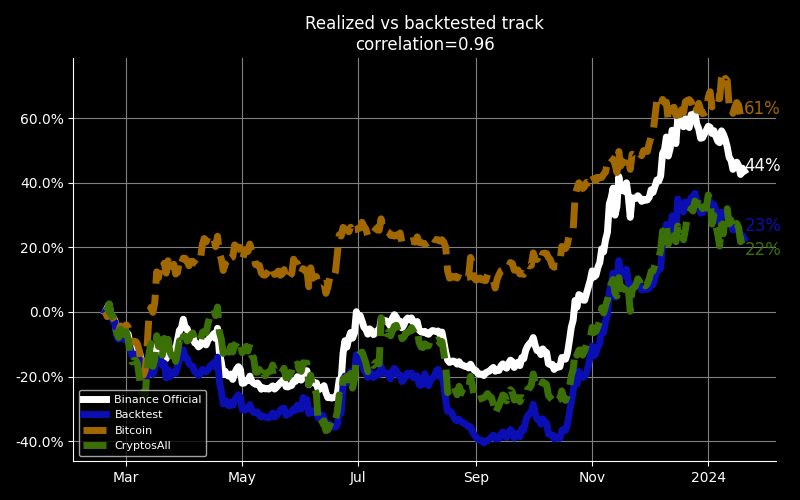 Realized vs backtested track
correlation=0.96
60.0%
40.0%
20.0%
0.0%
-20.0%
-40.0%
61%
44%
23%
22%
Binance Official
Backtest
Bitcoin
CryptosAll
Mar
May
Jul
Sep
Nov
2024